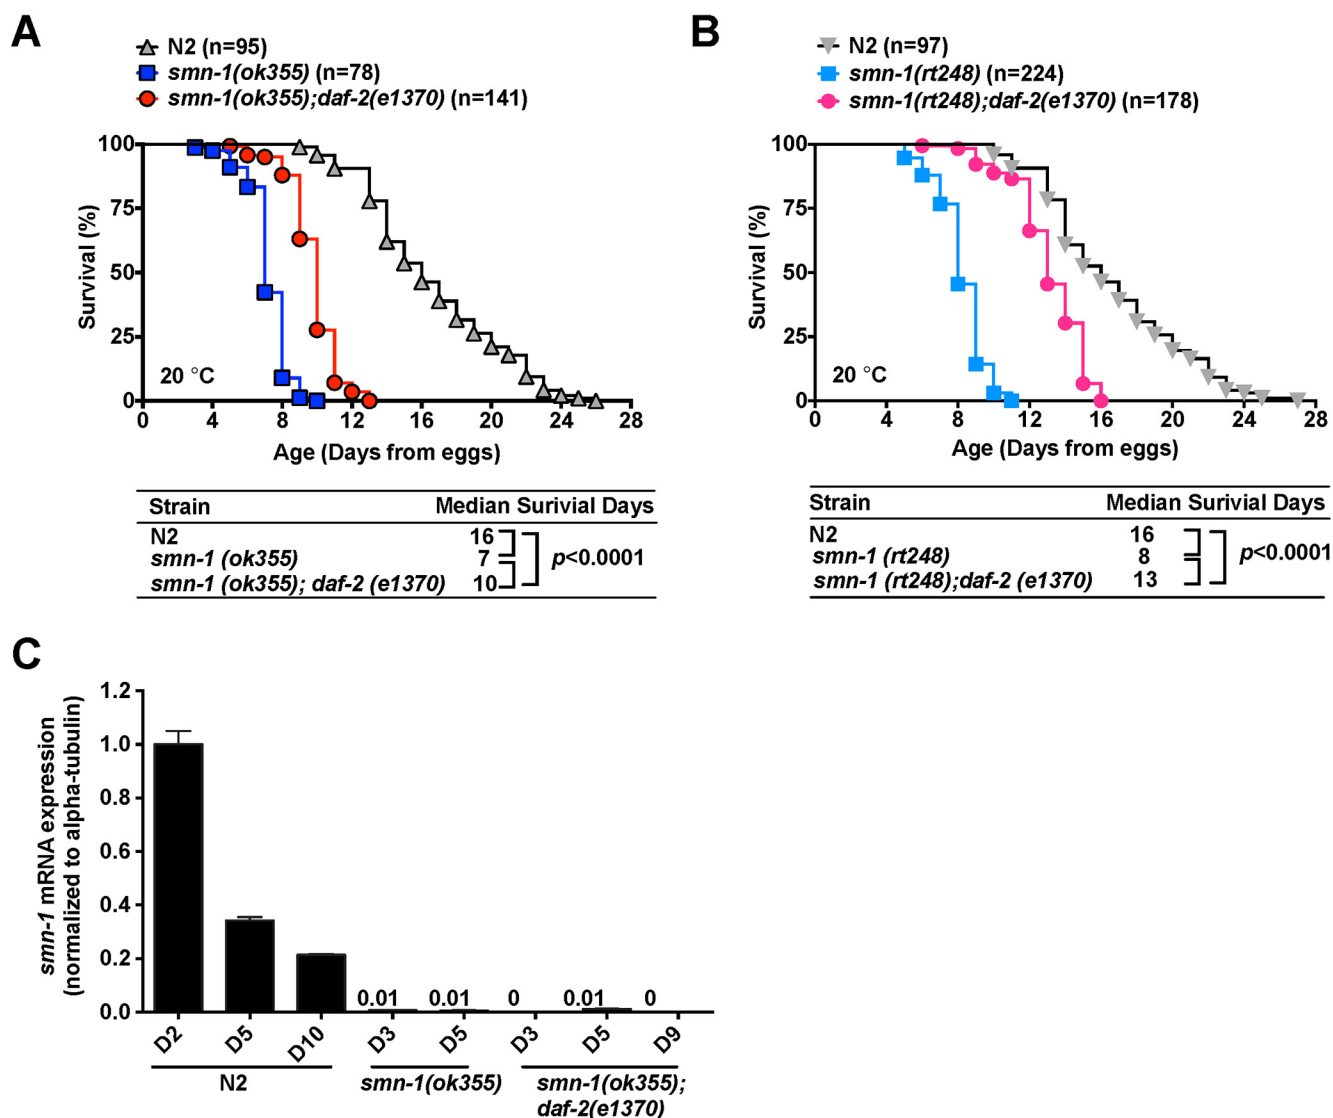 A
N2 (n=95)
smn-1(ok355) (n=78)
smn-1(ok355);daf-2(e1370) (n=141)
100
75
50
25
0
Survival (%)
20 °C
0 4 8 12 16 20 24 28
Age (Days from eggs)
Strain Median Surivial Days
N2 16
smn-1 (ok355) 7
smn-1 (ok355); daf-2 (e1370) 10
p<0.0001
B
N2 (n=97)
smn-1(rt248) (n=224)
smn-1(rt248);daf-2(e1370) (n=178)
100
75
50
25
0
Survival (%)
20 °C
0 4 8 12 16 20 24 28
Age (Days from eggs)
Strain Median Surivial Days
N2 16
smn-1 (rt248) 8
smn-1 (rt248);daf-2 (e1370) 13
p<0.0001
C
smn-1 mRNA expression
(normalized to alpha-tubulin)
1.2
1.0
0.8
0.6
0.4
0.2
0.0
0.01 0.01 0 0.01 0
D2 D5 D10 D3 D5 D3 D5 D9
N2 smn-1(ok355) smn-1(ok355);
daf-2(e1370)